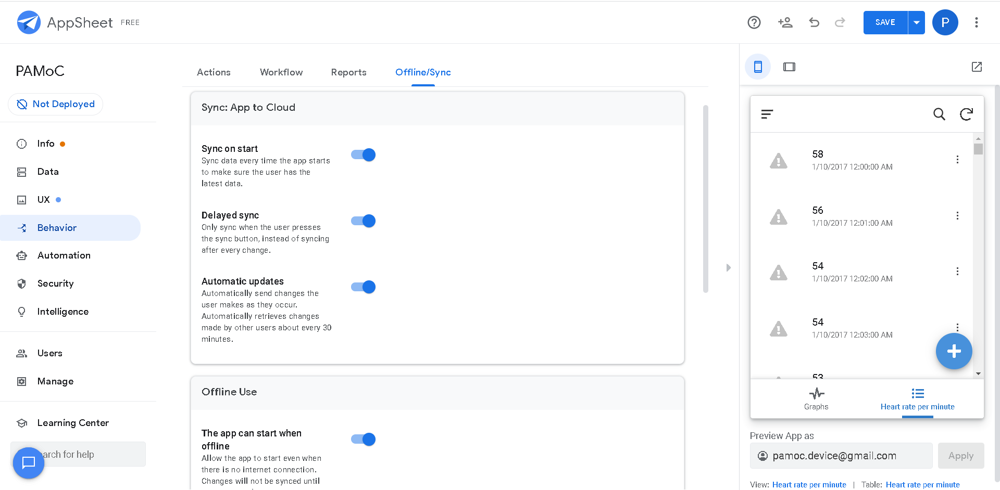 AppSheet FREE
SAVE
P
PAMoC
Not Deployed
Info
Data
UX
Behavior
Automation
Security
Intelligence
Users
Manage
Learning Center
arch for help
Actions
Workflow
Reports
Offline/Sync
Sync: App to Cloud
Sync on start
Sync data every time the app starts
to make sure the user has the
latest data.
Delayed sync
Only sync when the user presses
the sync button, instead of syncing
after every change.
Automatic updates
Automatically send changes the
user makes as they occur.
Automatically retrieves changes
made by other users about every 30
minutes.
Offline Use
The app can start when
offline
Allow the app to start even when
there is no internet connection.
Changes will not be synced until
58
1/10/2017 12:00:00 AM
56
1/10/2017 12:01:00 AM
54
1/10/2017 12:02:00 AM
54
1/10/2017 12:03:00 AM
53
Graphs
Heart rate per minute
Preview App as
pamoc.device@gmail.com
Apply
View: Heart rate per minute | Table: Heart rate per minute